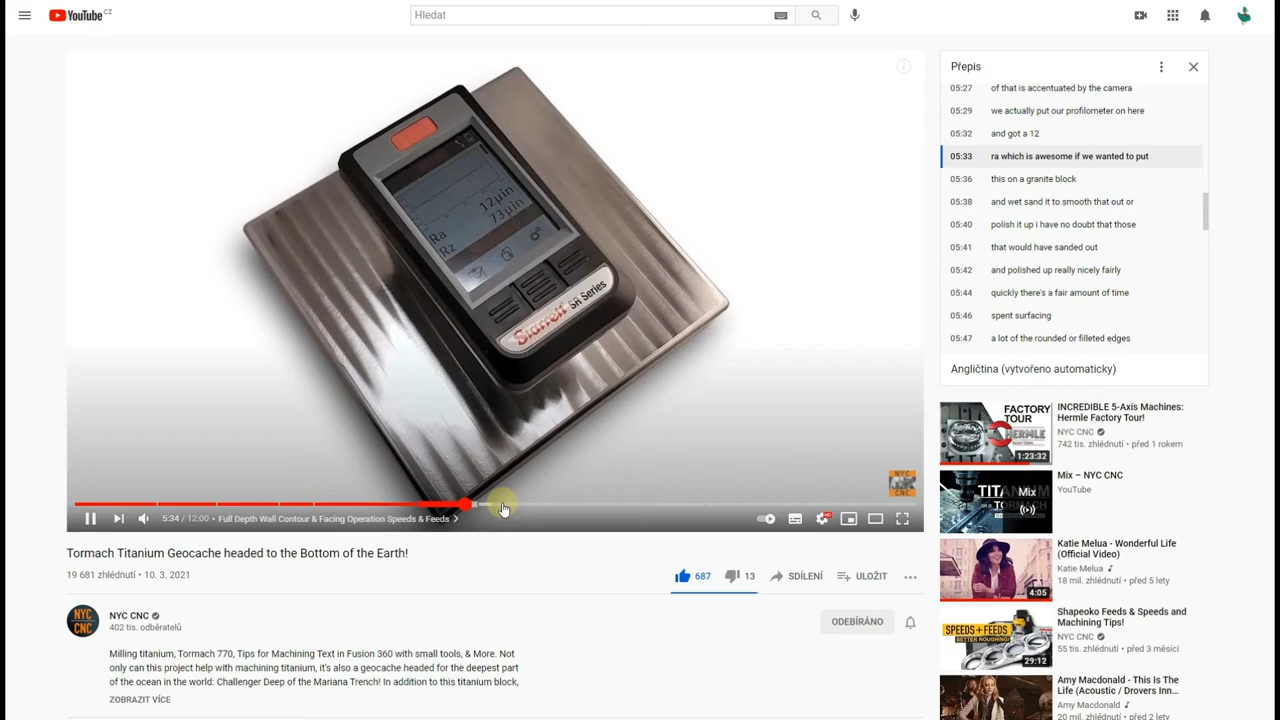 YouTube CZ
Hledat
Ra 12µin
Rz 73µin
Starrett SR Series
NYC CNC
5:34 / 12:00 • Full Depth Wall Contour & Facing Operation Speeds & Feeds
HD
Tormach Titanium Geocache headed to the Bottom of the Earth!
19 681 zhlédnutí • 10. 3. 2021
687
13
SDÍLENÍ
ULOŽIT
NYC CNC
NYC CNC
402 tis. odběratelů
ODEBÍRÁNO
Milling titanium, Tormach 770, Tips for Machining Text in Fusion 360 with small tools, & More. Not
only can this project help with machining titanium, it's also a geocache headed for the deepest part
of the ocean in the world: Challenger Deep of the Mariana Trench! In addition to this titanium block,
ZOBRAZIT VÍCE
Přepis
05:27 of that is accentuated by the camera
05:29 we actually put our profilometer on here
05:32 and got a 12
05:33 ra which is awesome if we wanted to put
05:36 this on a granite block
05:38 and wet sand it to smooth that out or
05:40 polish it up i have no doubt that those
05:41 that would have sanded out
05:42 and polished up really nicely fairly
05:44 quickly there's a fair amount of time
05:46 spent surfacing
05:47 a lot of the rounded or filleted edges
Angličtina (vytvořeno automaticky)
FACTORY
TOUR
HERMLE
1:23:32
INCREDIBLE 5-Axis Machines:
Hermle Factory Tour!
NYC CNC
742 tis. zhlédnutí • před 1 rokem
TITAN
Mix
Mix – NYC CNC
YouTube
4:05
Katie Melua - Wonderful Life
(Official Video)
Katie Melua
18 mil. zhlédnutí • před 5 lety
SPEEDS + FEEDS
BETTER ROUGHING!
29:12
Shapeoko Feeds & Speeds and
Machining Tips!
NYC CNC
55 tis. zhlédnutí • před 3 měsíci
Amy Macdonald - This Is The
Life (Acoustic / Drovers Inn...
Amy Macdonald
20 mil. zhlédnutí • před 2 lety